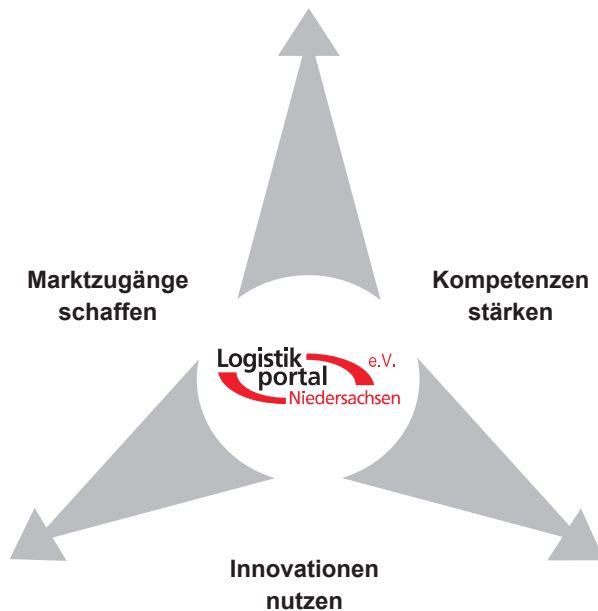 Marktzugänge
schaffen
Kompetenzen
stärken
Logistik e.V.
portal
Niedersachsen
Innovationen
nutzen